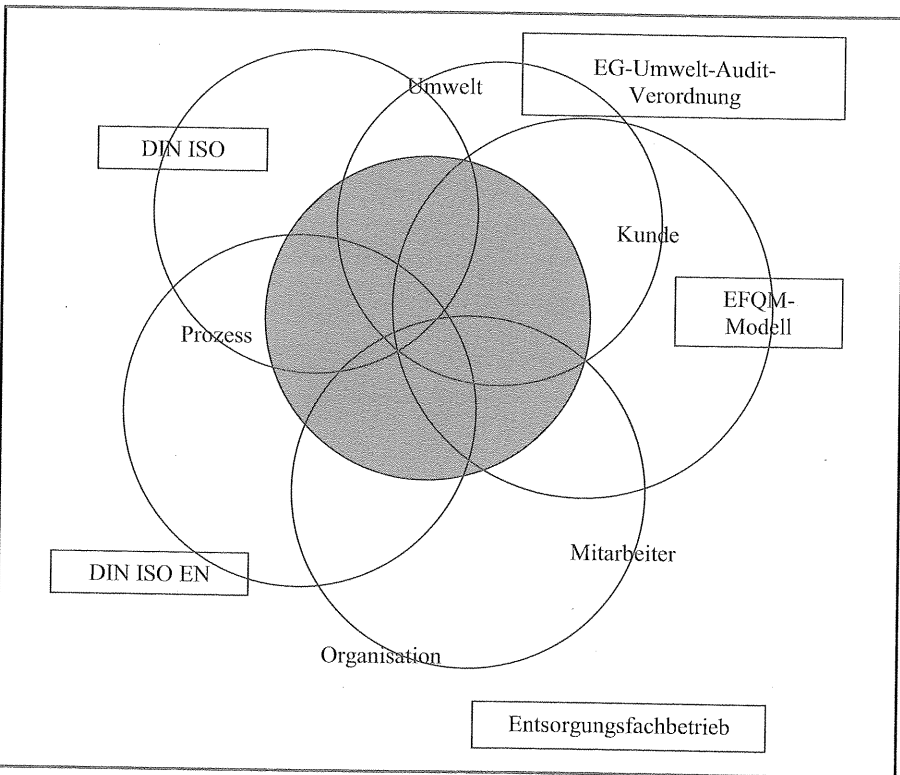 Umwelt
EG-Umwelt-Audit-
Verordnung
DIN ISO
Kunde
EFQM-
Modell
Prozess
Mitarbeiter
DIN ISO EN
Organisation
Entsorgungsfachbetrieb